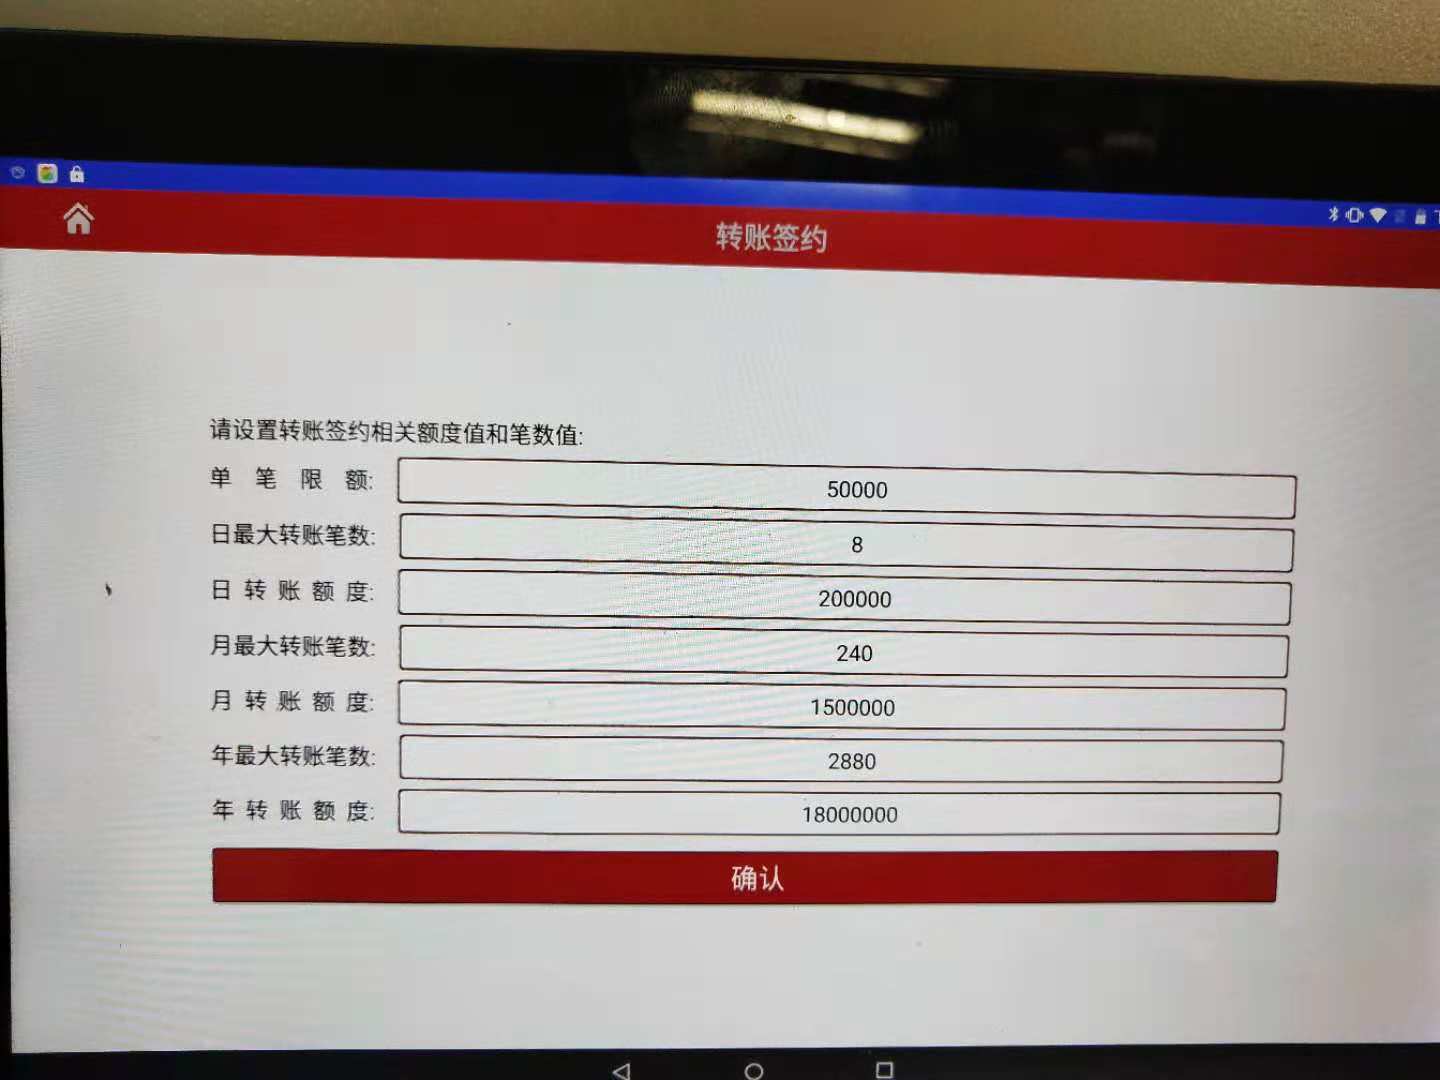 转账签约
请设置转账签约相关额度值和笔数值:
单笔限额: 50000
日最大转账笔数: 8
日转账额度: 200000
月最大转账笔数: 240
月转账额度: 1500000
年最大转账笔数: 2880
年转账额度: 18000000
确认